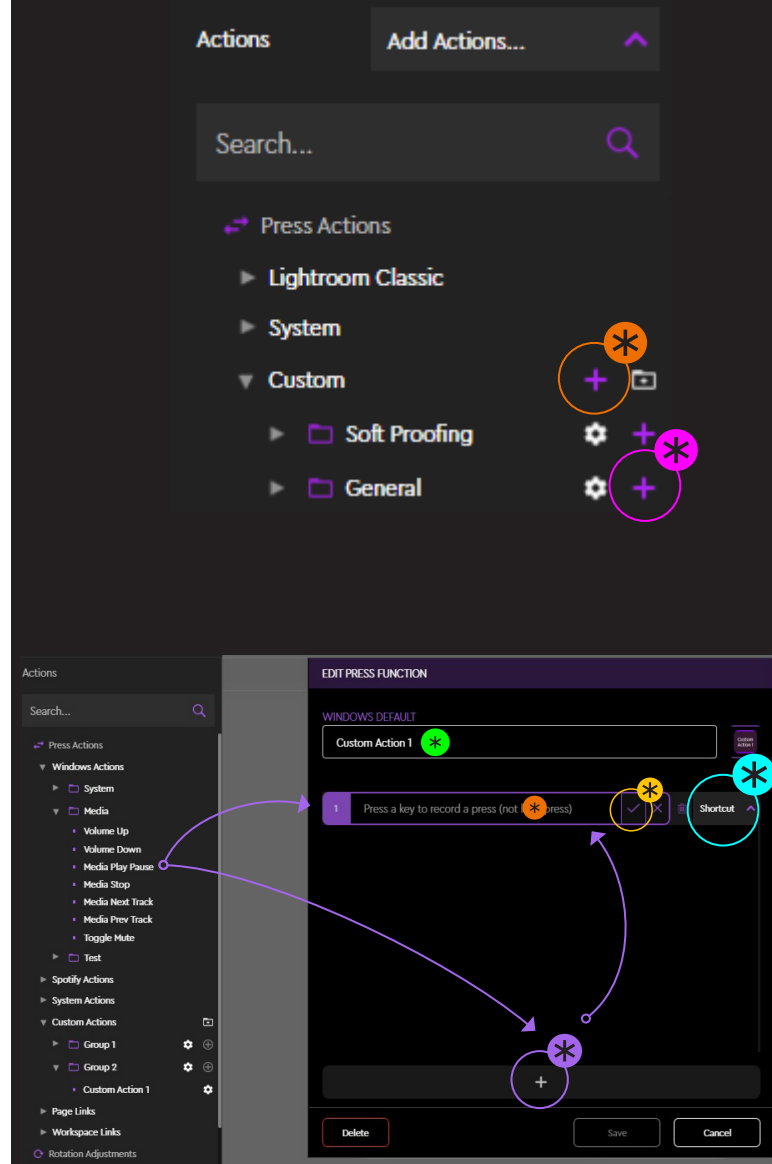 Actions
Add Actions...
Search...
Press Actions
Lightroom Classic
System
Custom
Soft Proofing
General
Actions
Search...
Press Actions
Windows Actions
System
Media
Volume Up
Volume Down
Media Play Pause
Media Stop
Media Next Track
Media Prev Track
Toggle Mute
Test
Spotify Actions
System Actions
Custom Actions
Group 1
Group 2
Custom Action 1
Page Links
Workspace Links
Rotation Adjustments
EDIT PRESS FUNCTION
WINDOWS DEFAULT
Custom Action 1
Custom
Action 1
1
Press a key to record a press (not press)
Shortcut
Delete
Save
Cancel